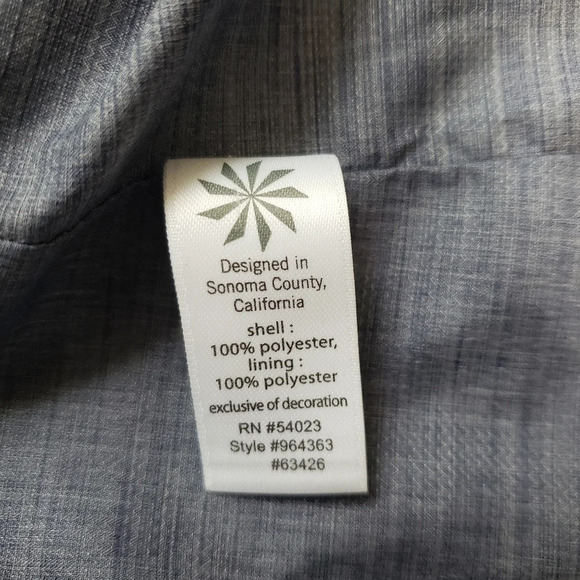 Designed in
Sonoma County,
California
shell :
100% polyester,
lining :
100% polyester
exclusive of decoration
RN #54023
Style #964363
#63426